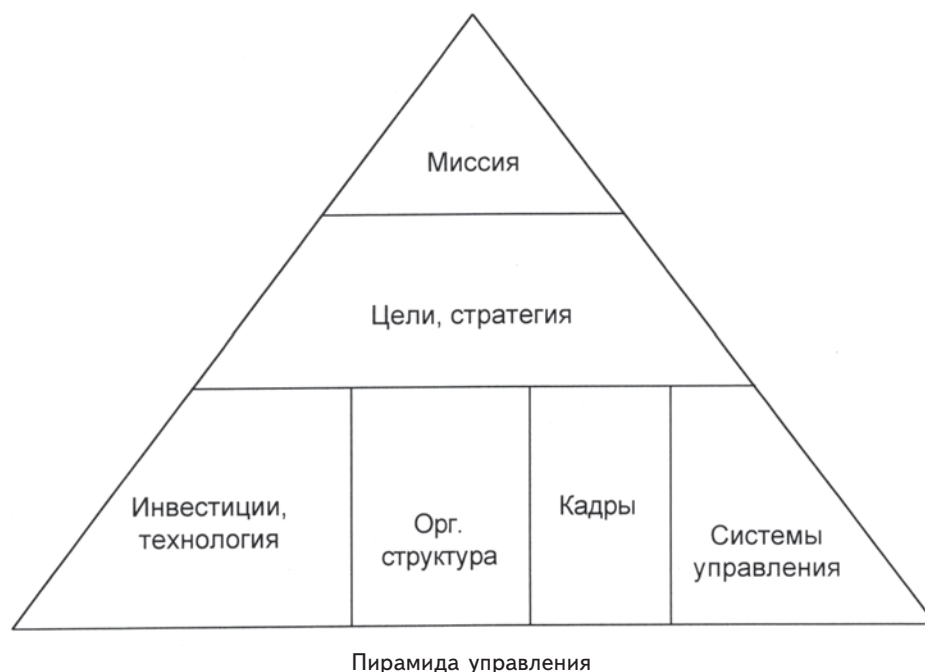 Миссия
Цели, стратегия
Инвестиции,
технология
Орг.
структура
Кадры
Системы
управления
Пирамида управления